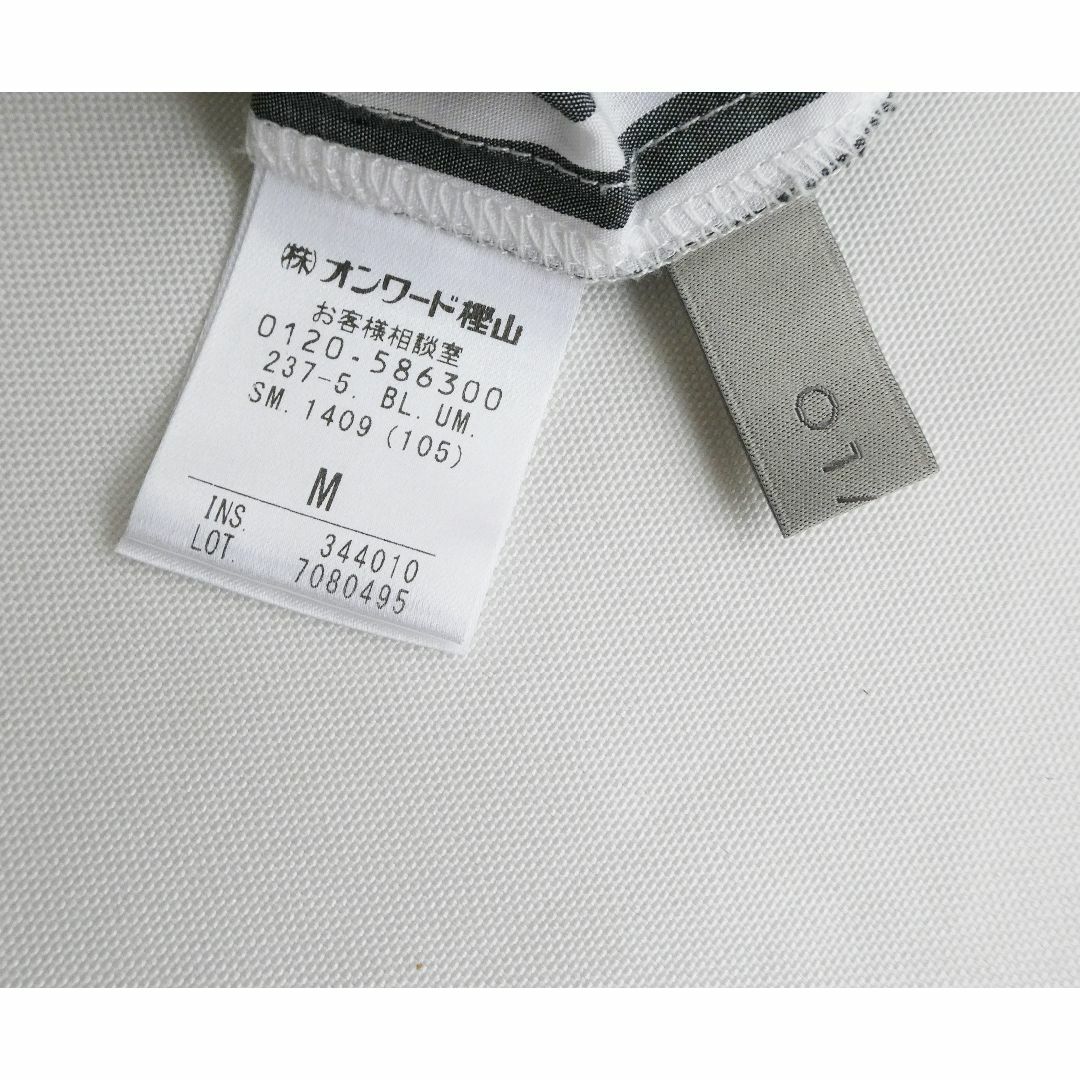 ㈱オンワード樫山
お客様相談室
0120-586300
237-5. BL. UM.
SM. 1409 (105)
M
INS. 344010
LOT. 7080495